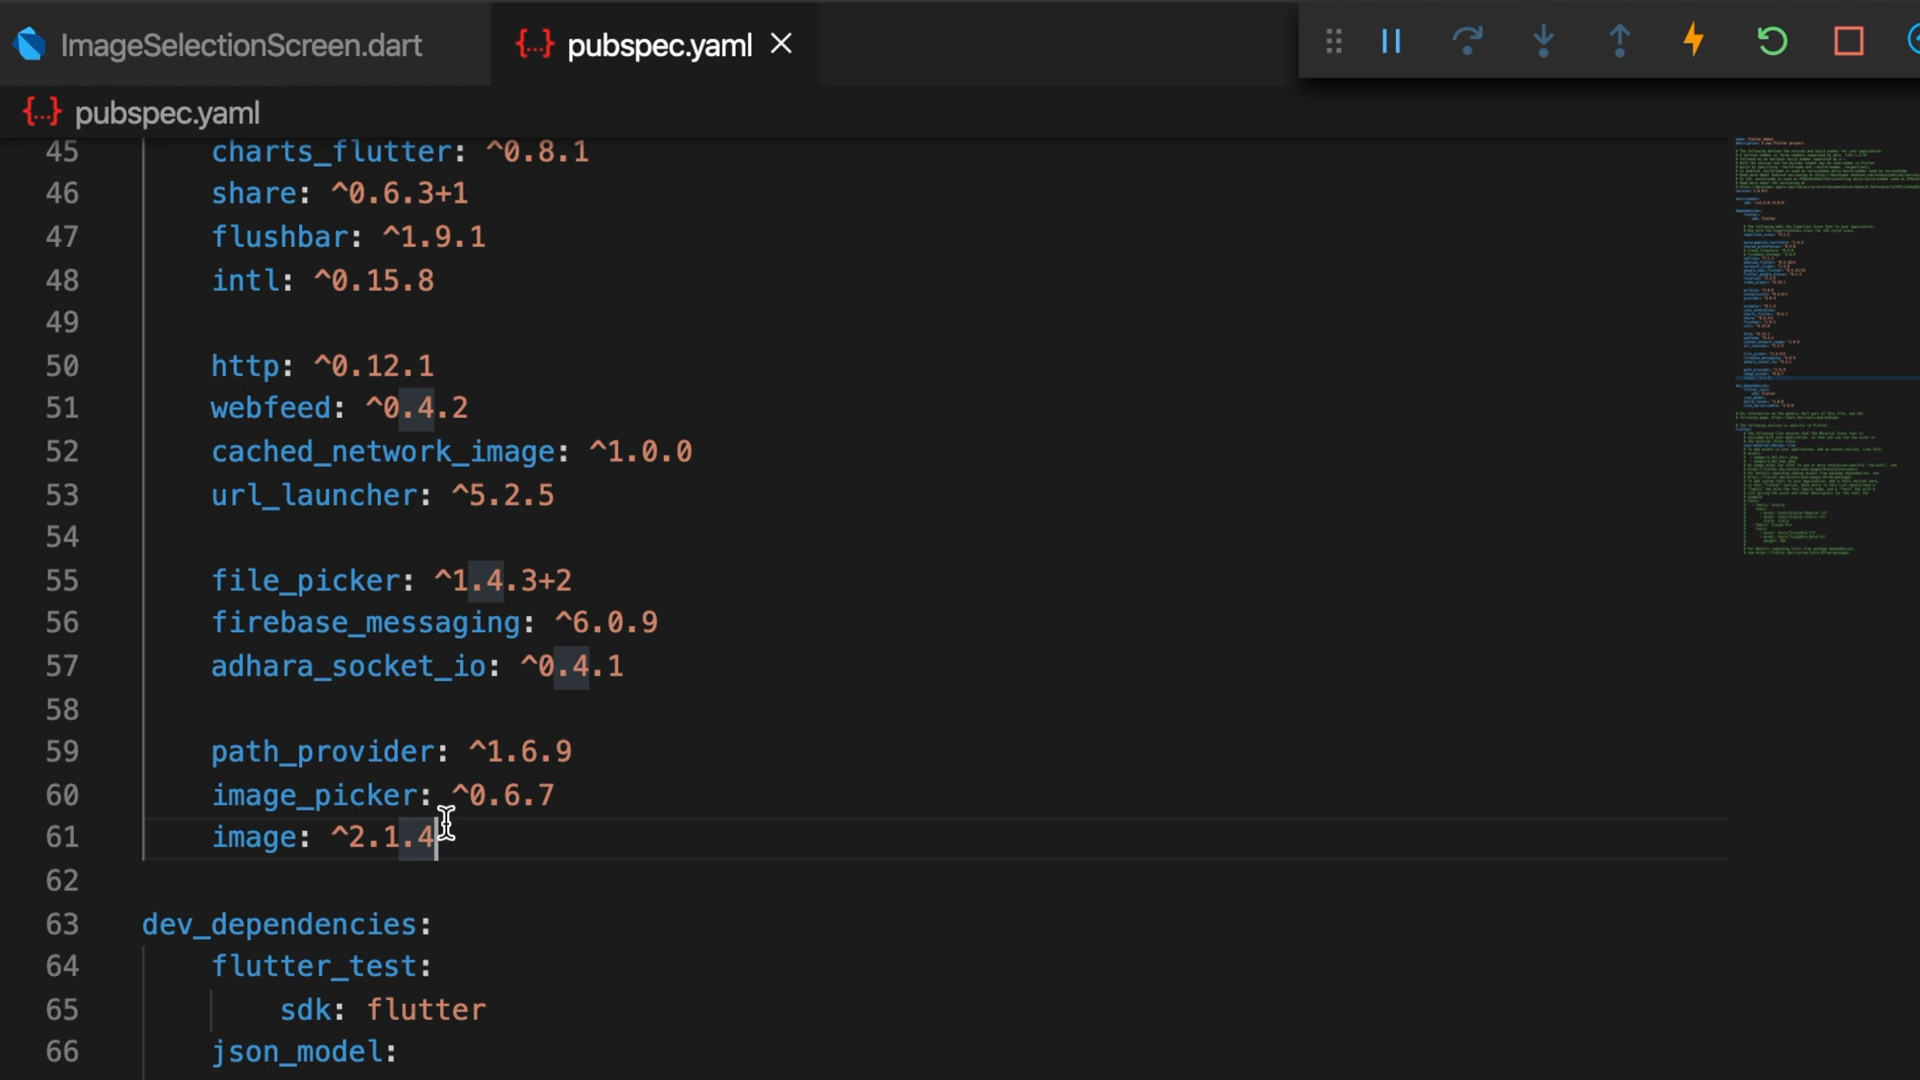 ImageSelectionScreen.dart
{...} pubspec.yaml
{...} pubspec.yaml
45 charts_flutter: ^0.8.1
46 share: ^0.6.3+1
47 flushbar: ^1.9.1
48 intl: ^0.15.8
49
50 http: ^0.12.1
51 webfeed: ^0.4.2
52 cached_network_image: ^1.0.0
53 url_launcher: ^5.2.5
54
55 file_picker: ^1.4.3+2
56 firebase_messaging: ^6.0.9
57 adhara_socket_io: ^0.4.1
58
59 path_provider: ^1.6.9
60 image_picker: ^0.6.7
61 image: ^2.1.4
62
63 dev_dependencies:
64 flutter_test:
65 sdk: flutter
66 json_model: